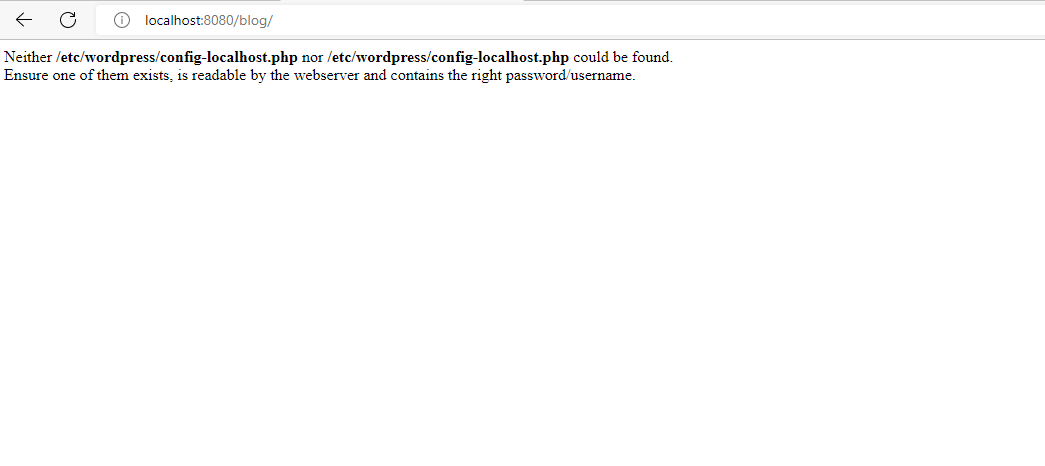 localhost:8080/blog/
Neither /etc/wordpress/config-localhost.php nor /etc/wordpress/config-localhost.php could be found.
Ensure one of them exists, is readable by the webserver and contains the right password/username.